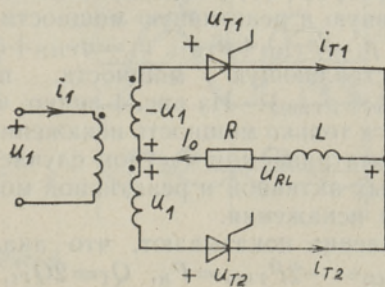 u_T1
i_T1
+
i_1
+
u_1
-u_1
+
+
I_0
R
L
+
u_RL
u_1
+
u_T2
i_T2